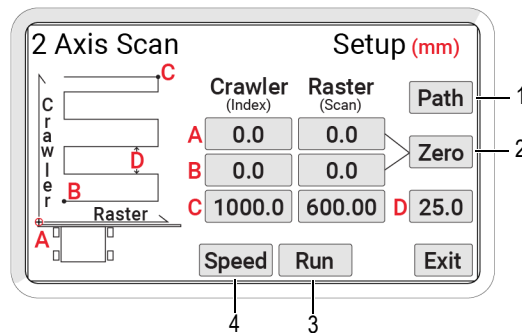 2 Axis Scan
Setup (mm)
C
Crawler
D
B
Raster
A
Crawler
(Index)
Raster
(Scan)
A 0.0 0.0
B 0.0 0.0
C 1000.0 600.00 D 25.0
Path
Zero
Speed Run Exit
1
2
4 3